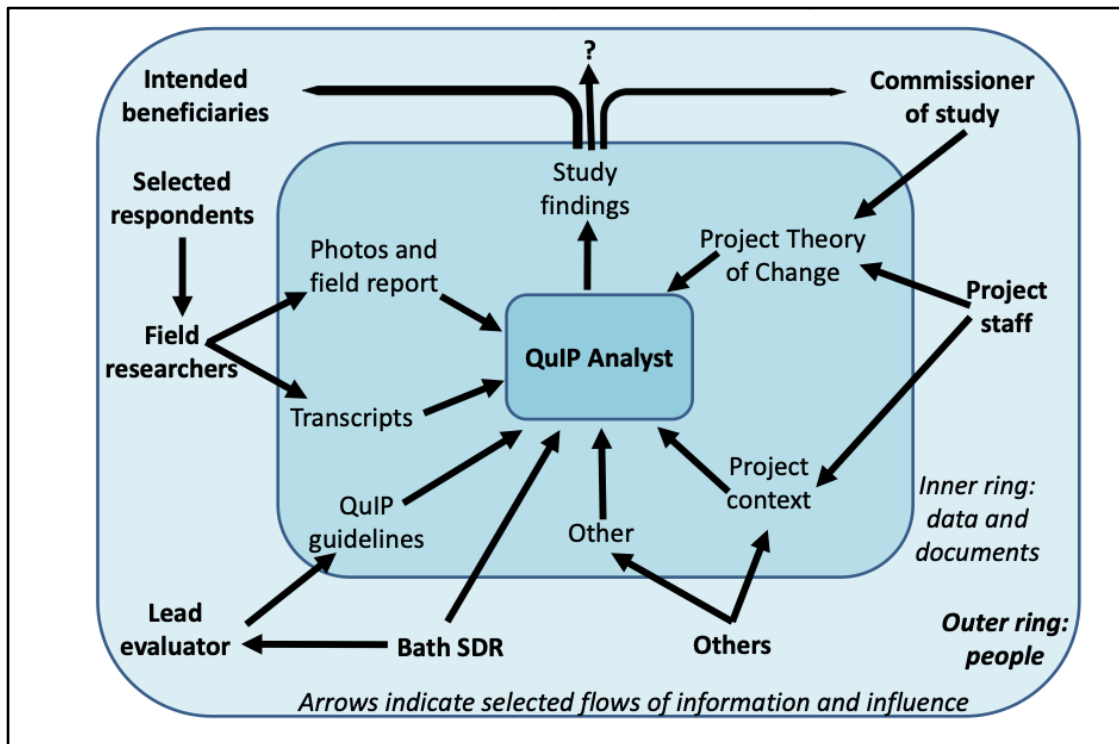 ?
Intended
beneficiaries
Commissioner
of study
Selected
respondents
Study
findings
Photos and
field report
Project Theory
of Change
Project
staff
Field
researchers
QuIP Analyst
Transcripts
Project
context
Inner ring:
data and
documents
QuIP
guidelines
Other
Lead
evaluator
Bath SDR
Others
Outer ring:
people
Arrows indicate selected flows of information and influence